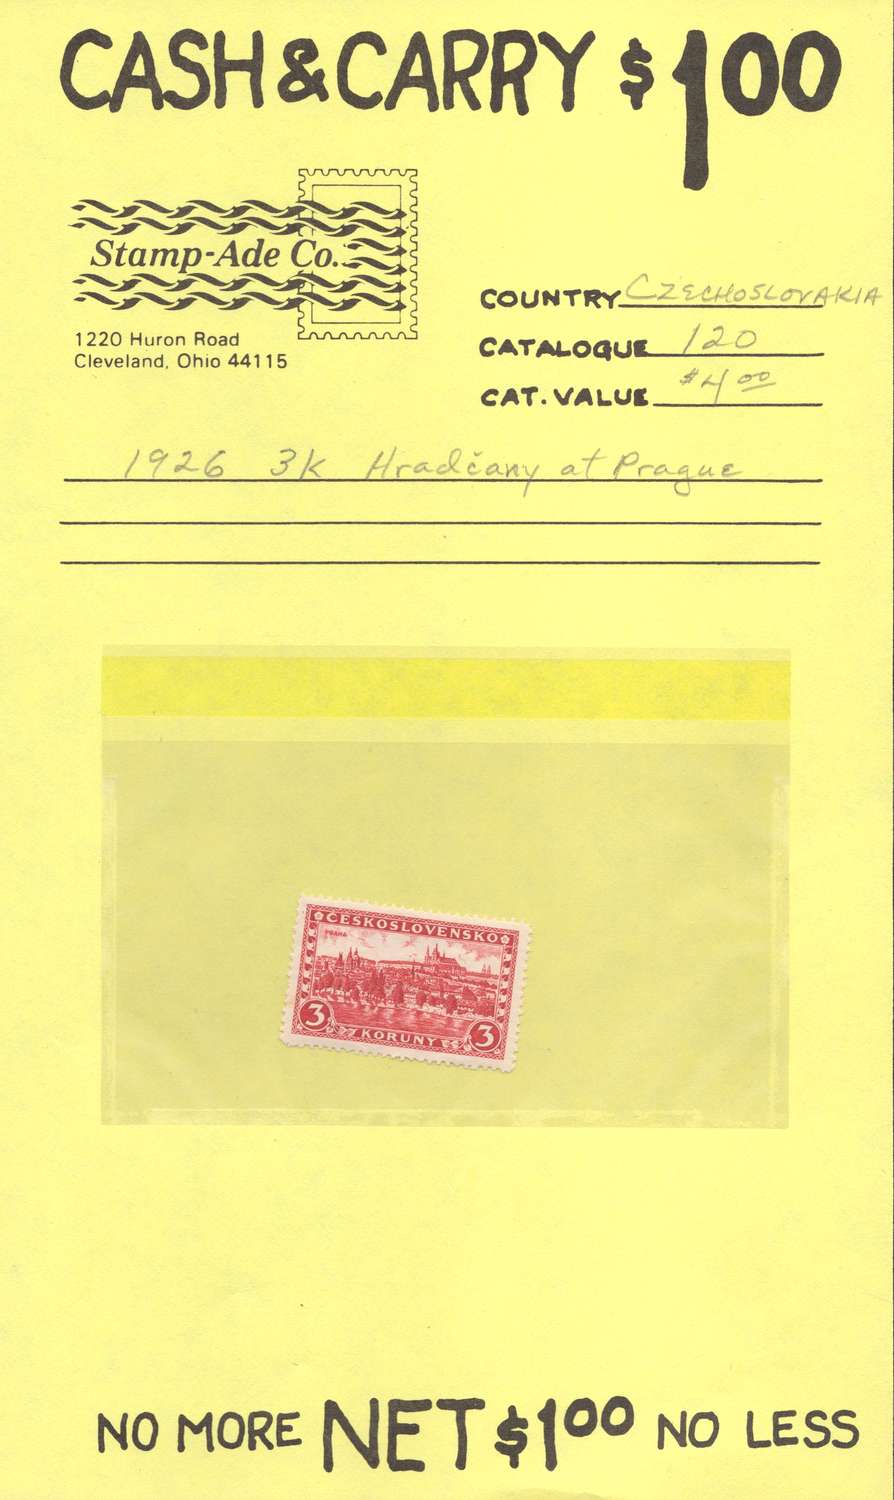 CASH & CARRY $1.00
Stamp-Ade Co.
1220 Huron Road
Cleveland, Ohio 44115
COUNTRY CZECHOSLOVAKIA
CATALOGUE 120
CAT. VALUE $4.00
1926 3K Hradčany at Prague
ČESKOSLOVENSKO
PRAHA
3 KORUNY 3
NO MORE NET $1.00 NO LESS